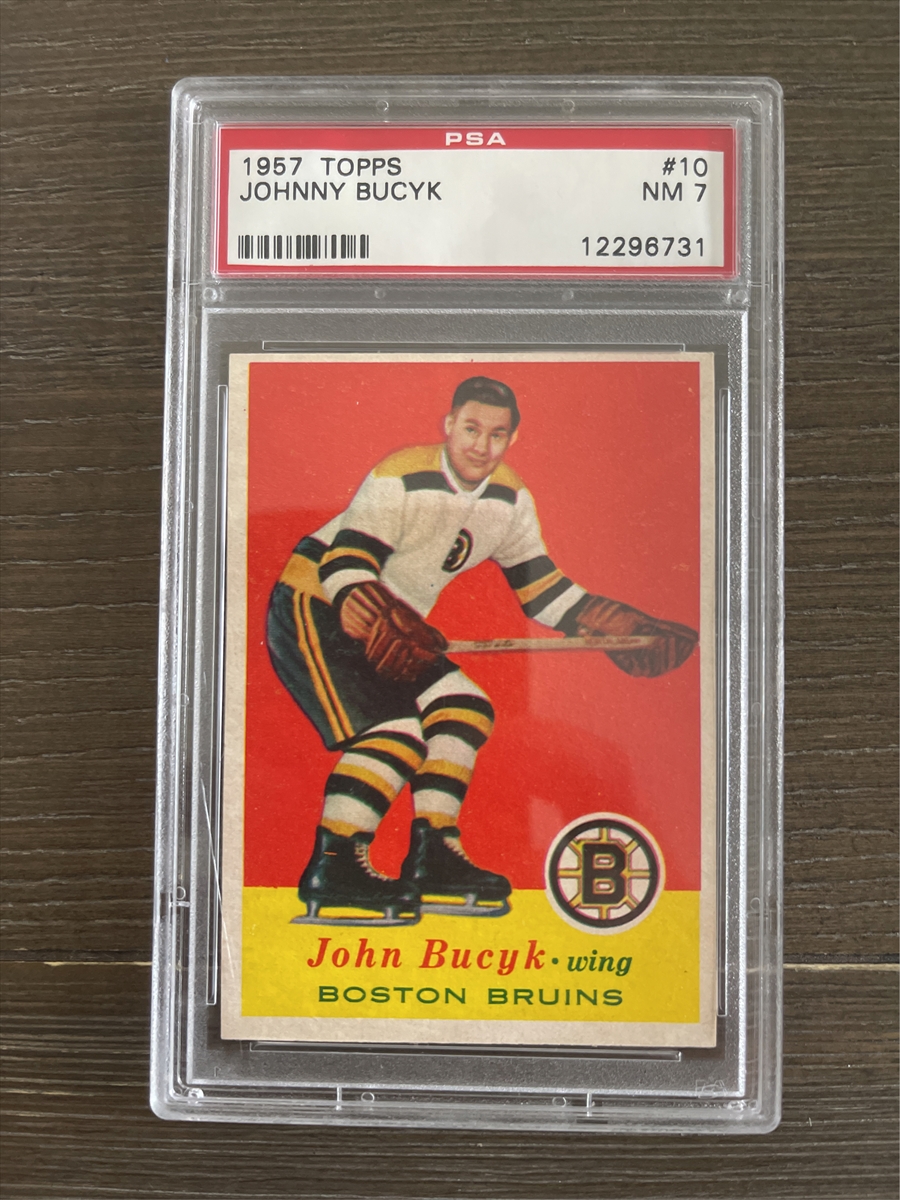 PSA
1957 TOPPS #10
JOHNNY BUCYK NM 7
12296731
B
John Bucyk • wing
BOSTON BRUINS